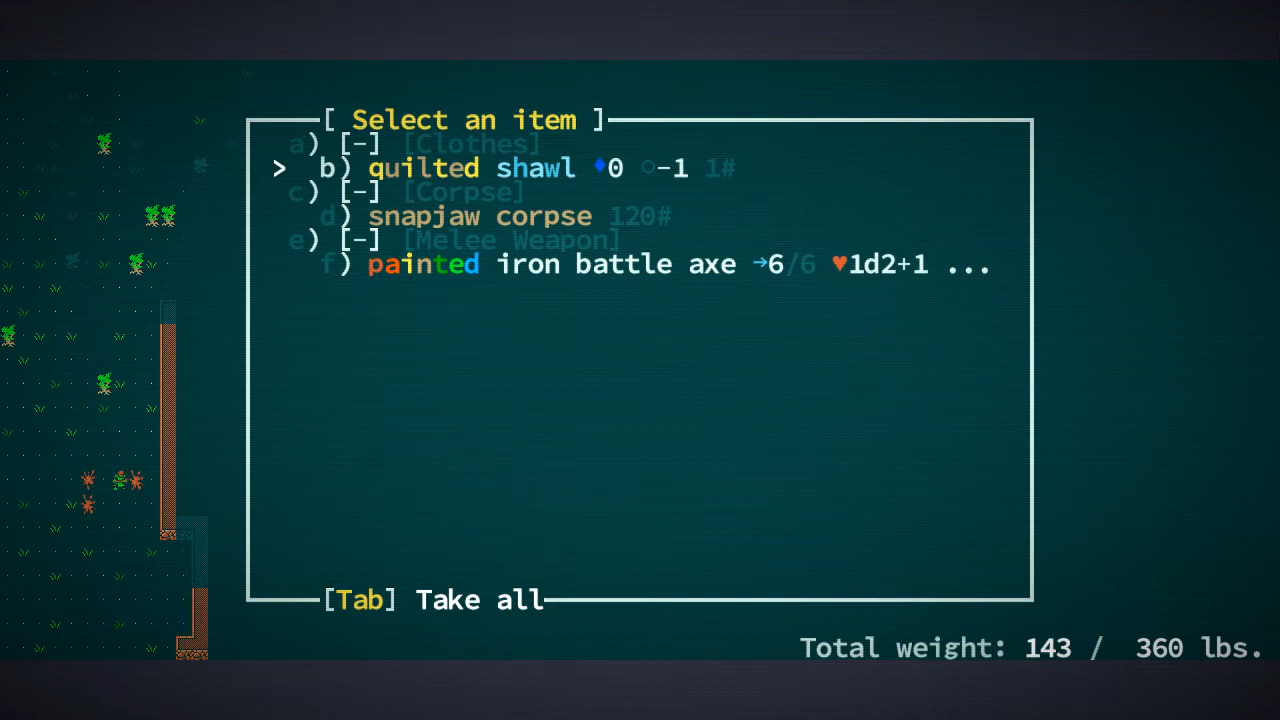 [ Select an item ]
a) [-] [Clothes]
> b) quilted shawl ♦0 ○-1 1#
c) [-] [Corpse]
d) snapjaw corpse 120#
e) [-] [Melee Weapon]
f) painted iron battle axe →6/6 ♥1d2+1 ...
[Tab] Take all
Total weight: 143 / 360 lbs.